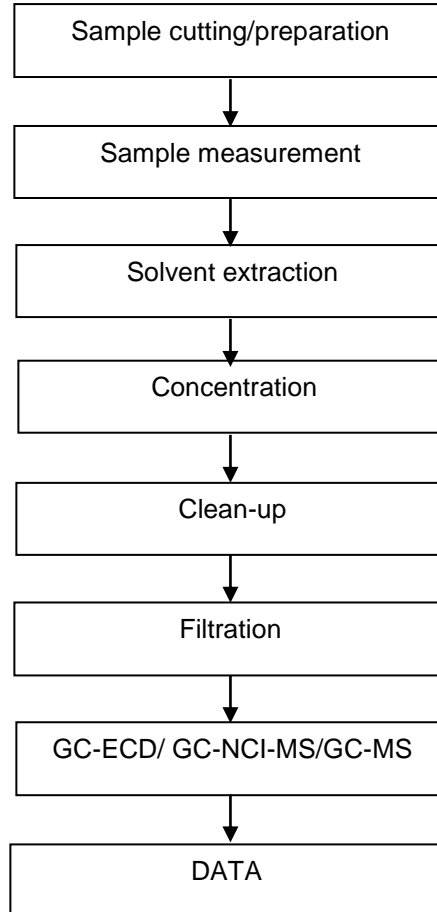 Sample cutting/preparation
Sample measurement
Solvent extraction
Concentration
Clean-up
Filtration
GC-ECD/ GC-NCI-MS/GC-MS
DATA